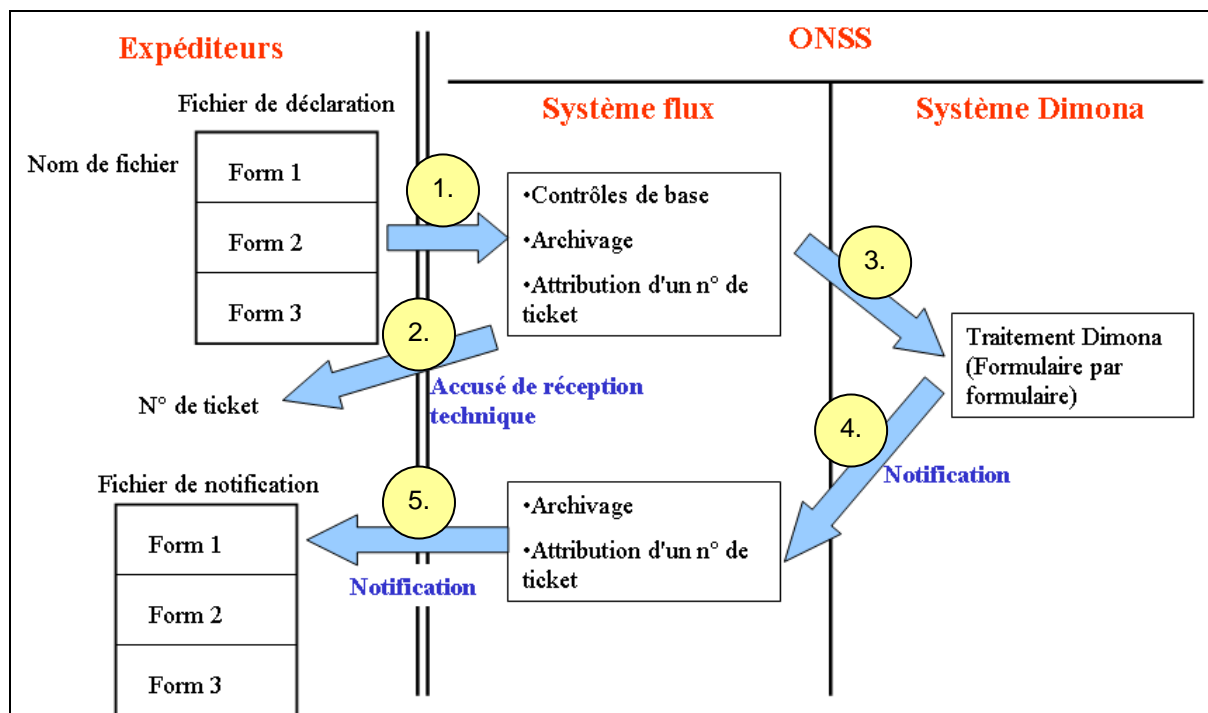 Expéditeurs
ONSS
Fichier de déclaration
Système flux
Système Dimona
Nom de fichier
Form 1
Form 2
Form 3
1.
•Contrôles de base
•Archivage
•Attribution d'un n° de
ticket
2.
Accusé de réception
technique
N° de ticket
3.
Traitement Dimona
(Formulaire par
formulaire)
4.
Notification
•Archivage
•Attribution d'un n° de
ticket
5.
Notification
Fichier de notification
Form 1
Form 2
Form 3